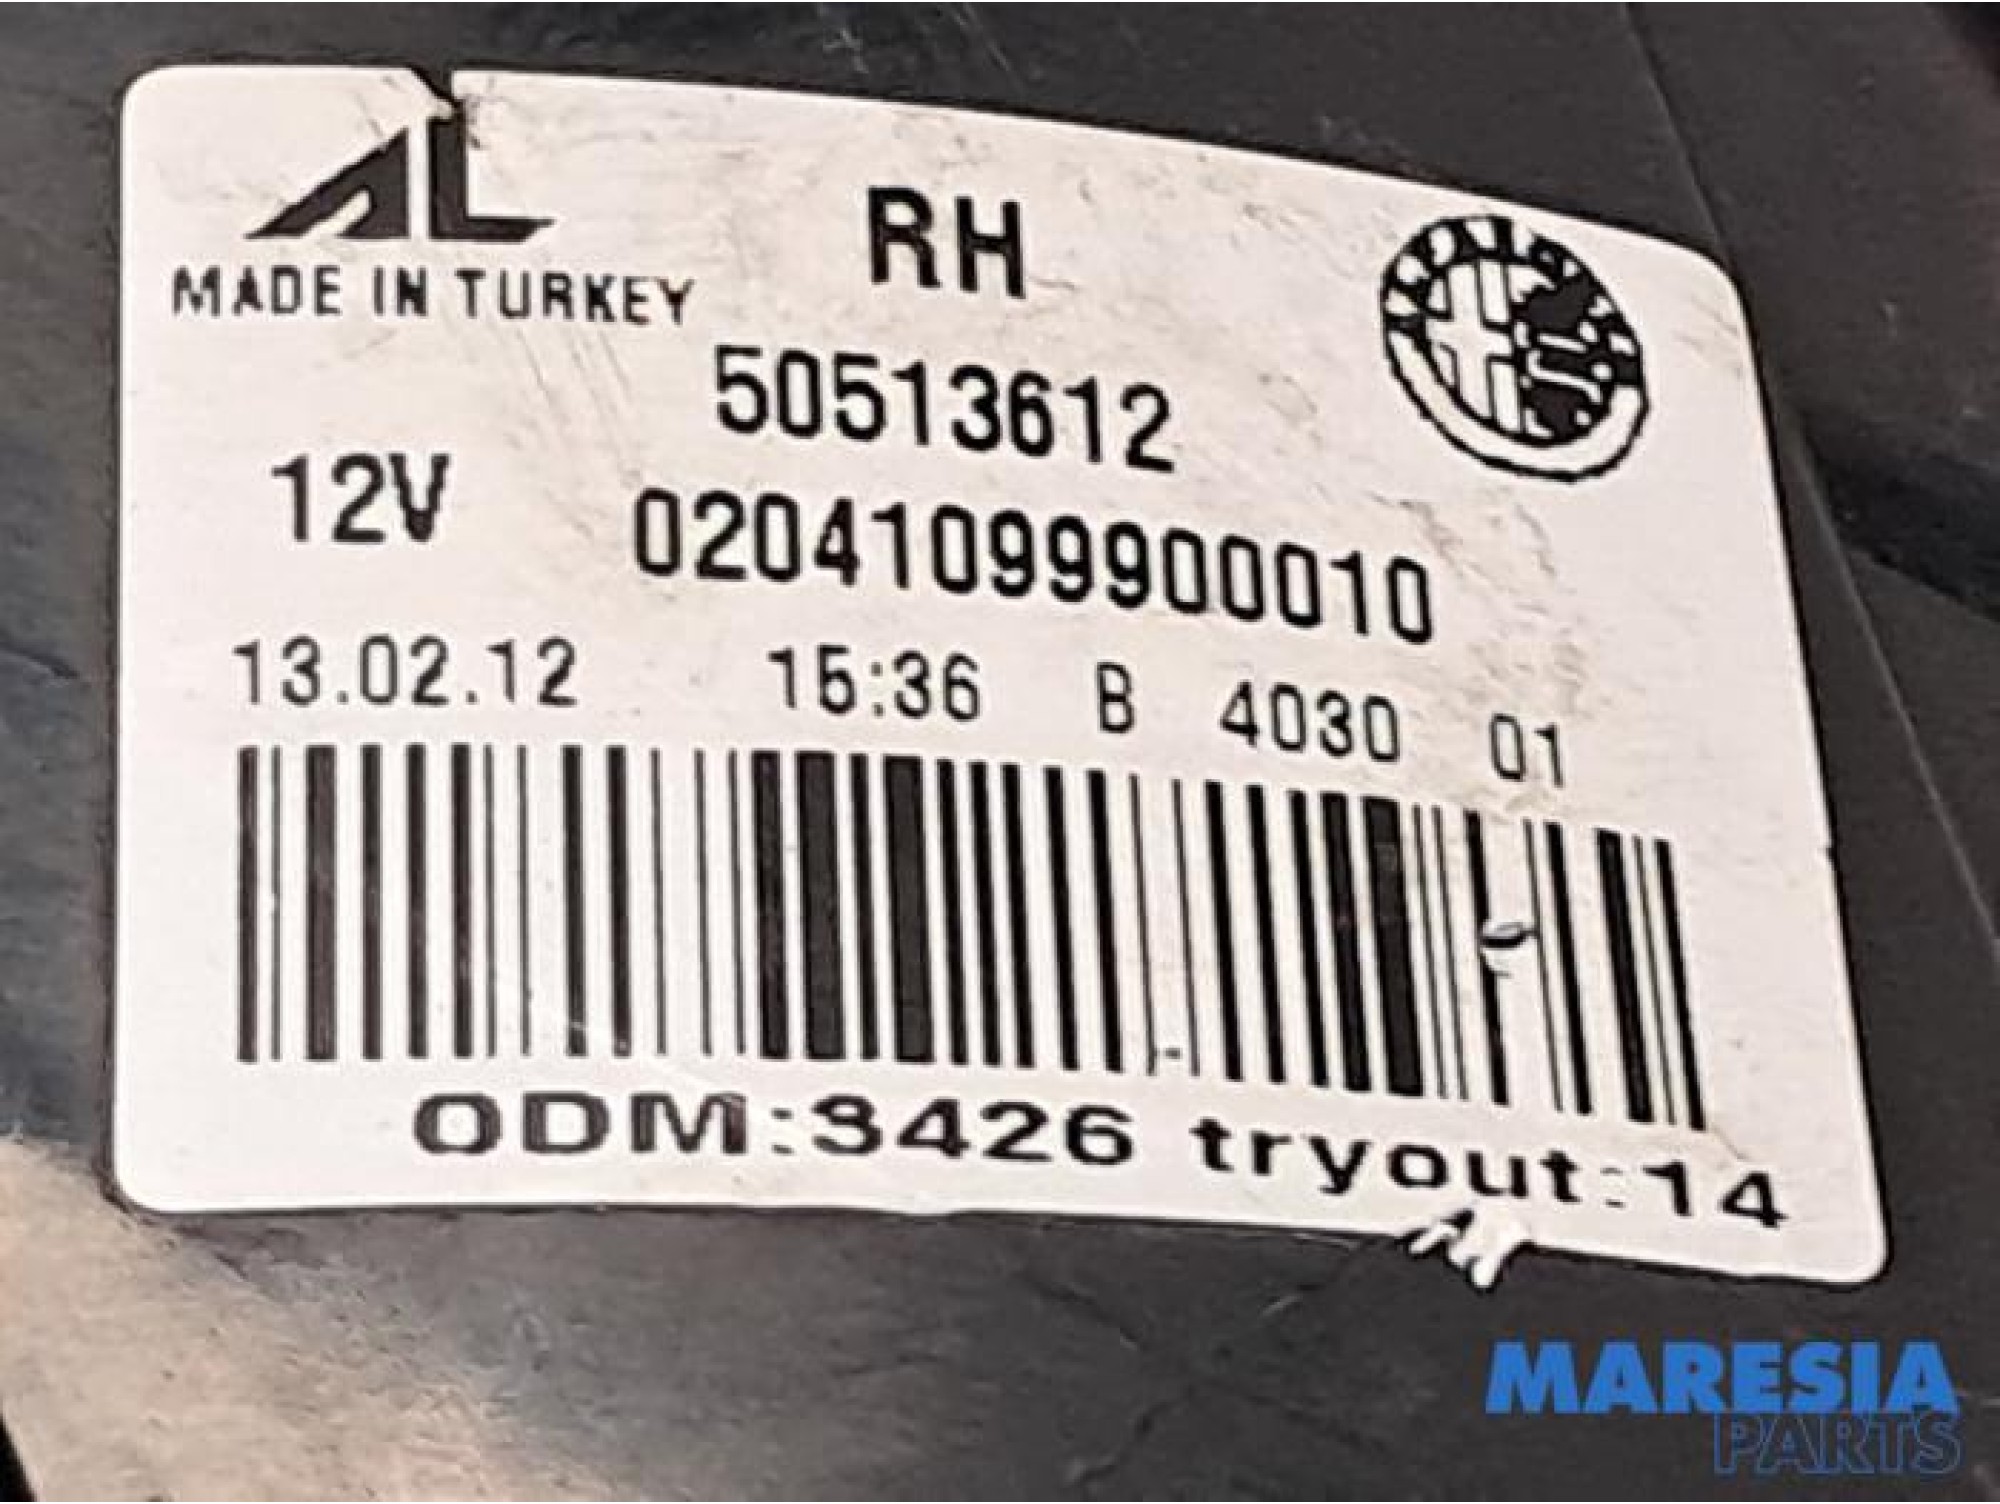 AL
RH
MADE IN TURKEY
50513612
12V
02041099900010
13.02.12 15:36 B 4030 01
ODM:3426 tryout:14
MARESIA
PARTS